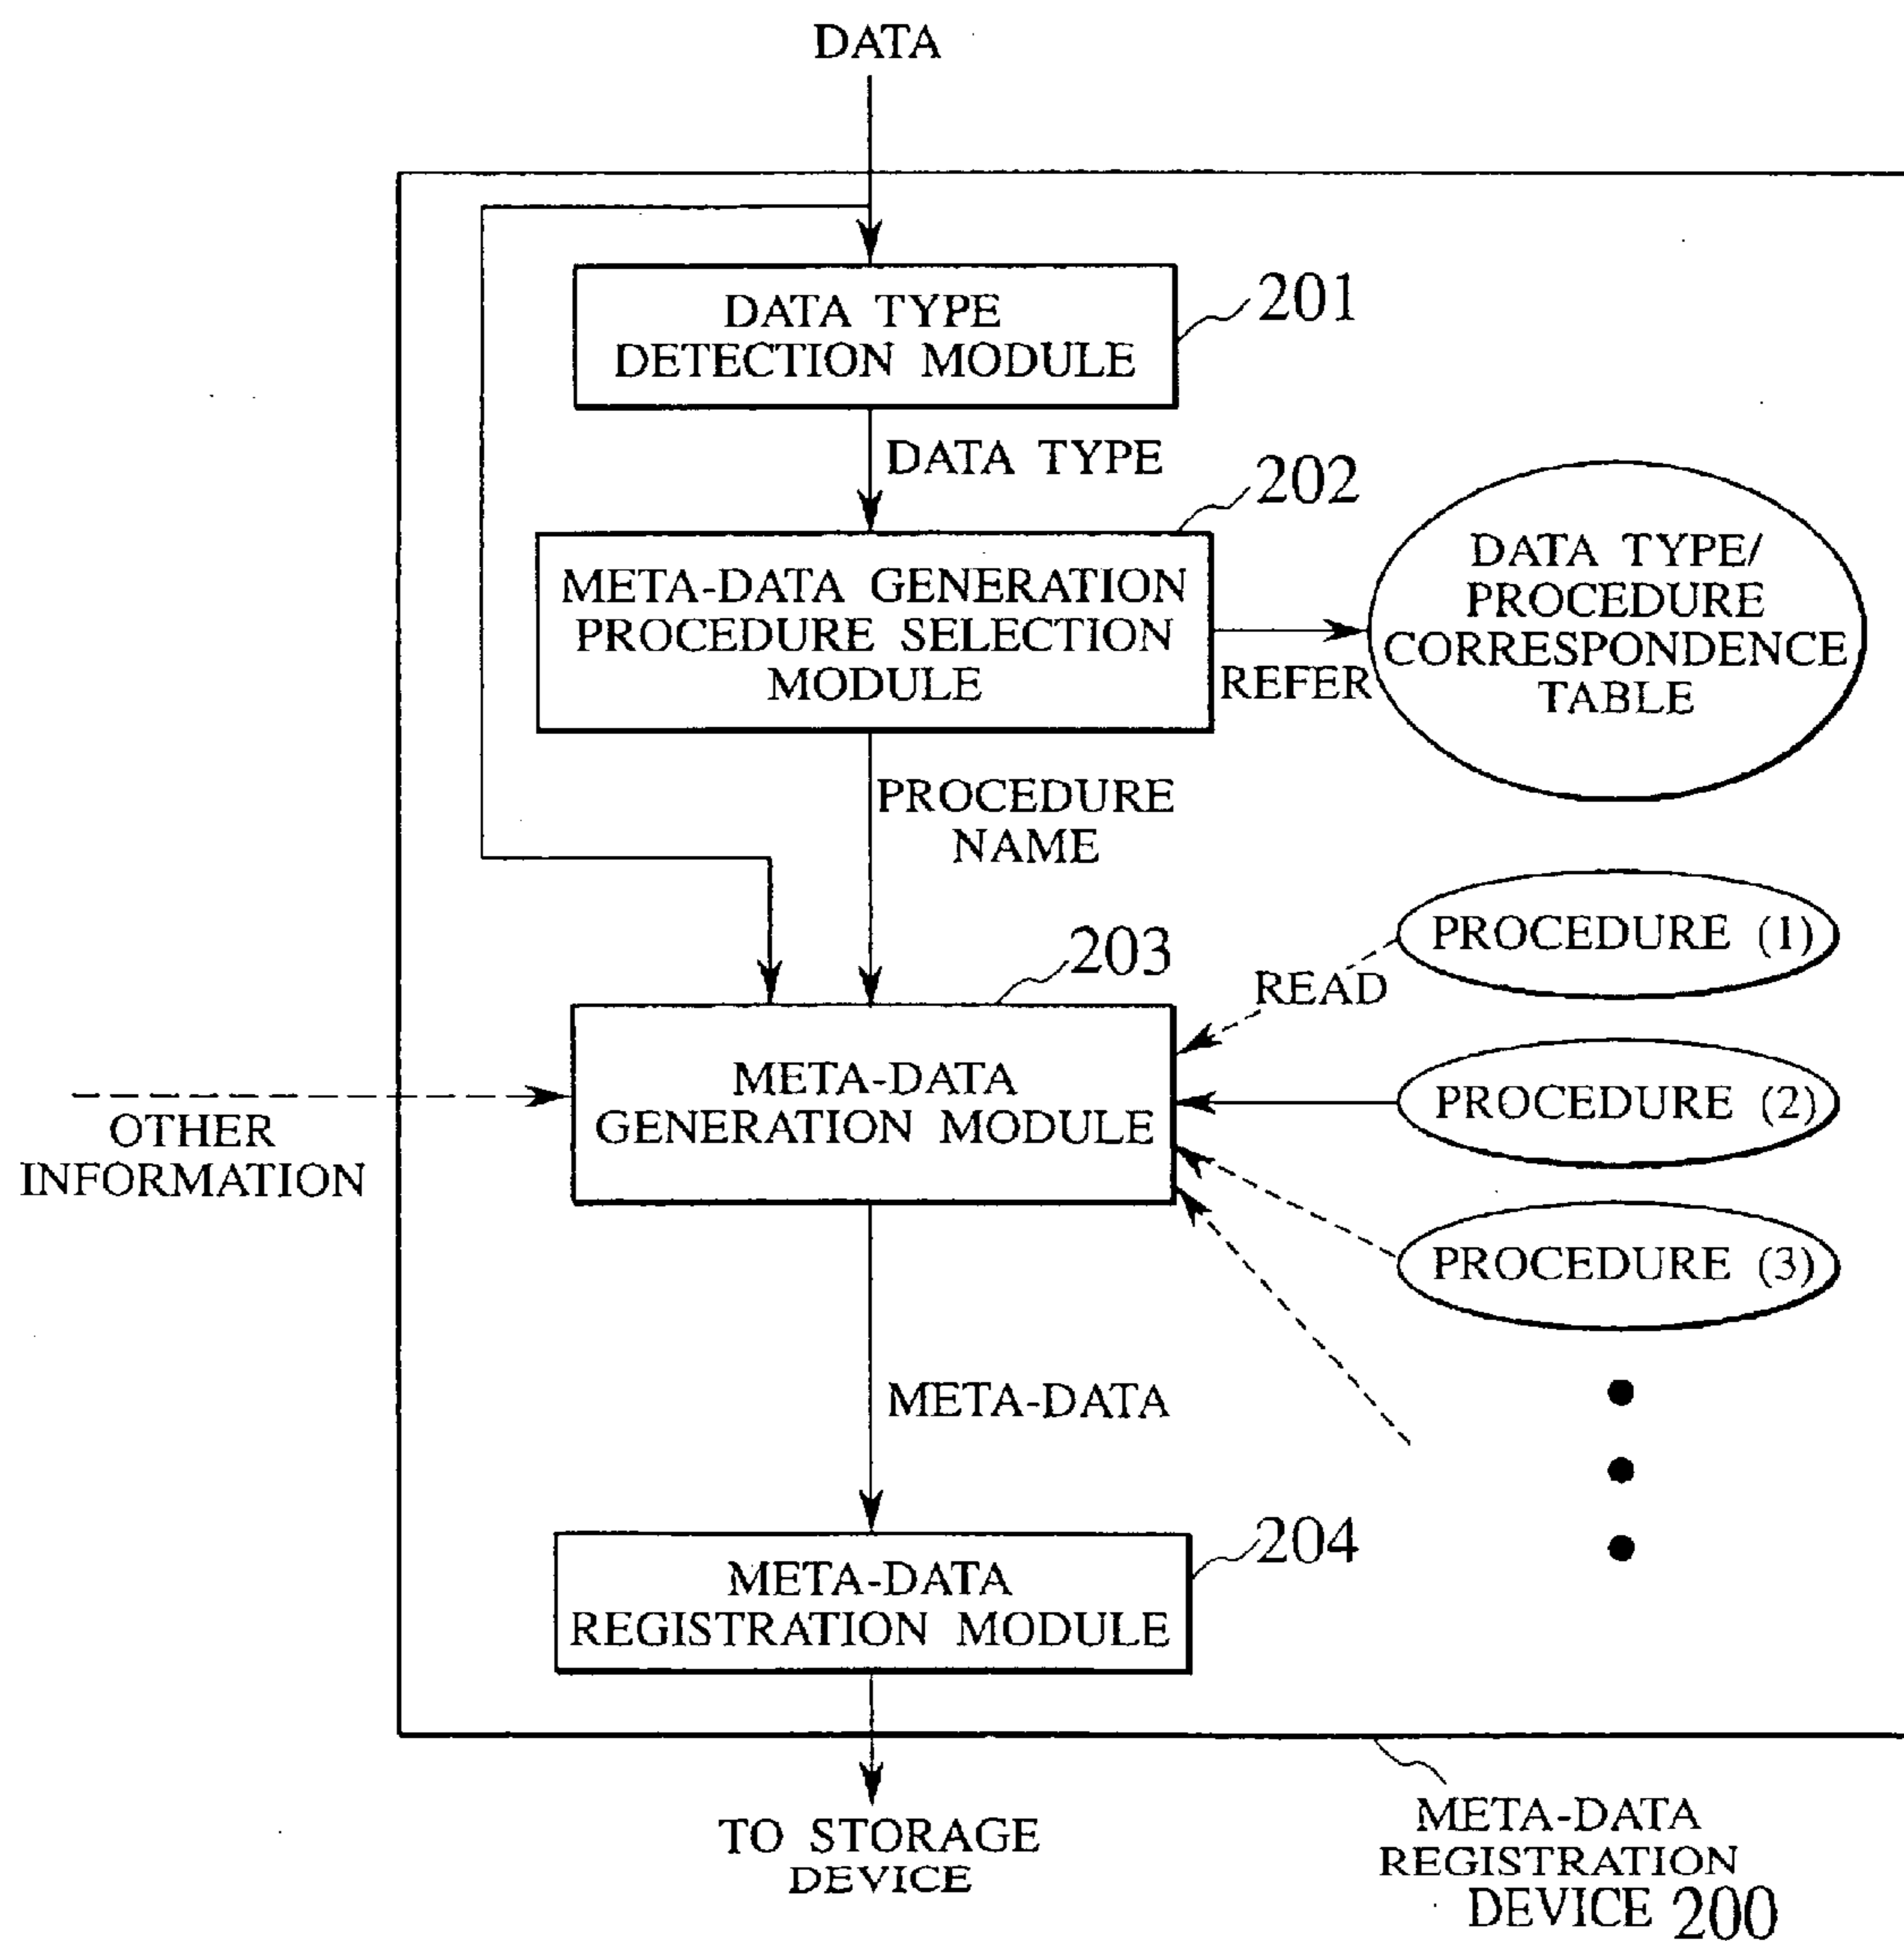 DATA
DATA TYPE
DETECTION MODULE
201
DATA TYPE
202
META-DATA GENERATION
PROCEDURE SELECTION
MODULE
REFER
DATA TYPE/
PROCEDURE
CORRESPONDENCE
TABLE
PROCEDURE
NAME
203
READ
PROCEDURE (1)
META-DATA
GENERATION MODULE
PROCEDURE (2)
OTHER
INFORMATION
PROCEDURE (3)
META-DATA
204
META-DATA
REGISTRATION MODULE
TO STORAGE
DEVICE
META-DATA
REGISTRATION
DEVICE 200